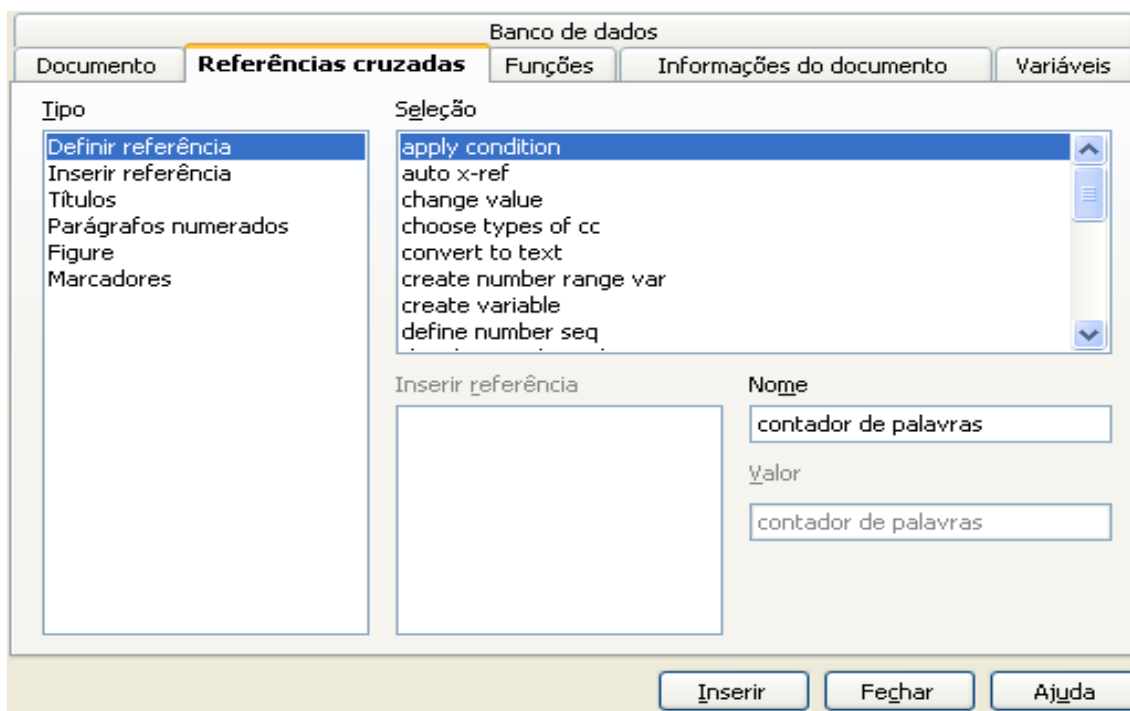 Banco de dados
Documento Referências cruzadas Funções Informações do documento Variáveis
Tipo
Definir referência
Inserir referência
Títulos
Parágrafos numerados
Figure
Marcadores
Seleção
apply condition
auto x-ref
change value
choose types of cc
convert to text
create number range var
create variable
define number seq
Inserir referência
Nome
contador de palavras
Valor
contador de palavras
Inserir Fechar Ajuda